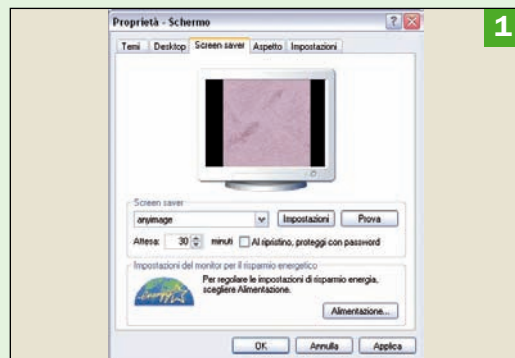 1
Proprietà - Schermo
Temi Desktop Screen saver Aspetto Impostazioni
Screen saver
anyimage Impostazioni Prova
Attesa: 30 minuti Al ripristino, proteggi con password
Impostazioni del monitor per il risparmio energetico
Per regolare le impostazioni di risparmio energia,
scegliere Alimentazione.
energy
Alimentazione...
OK Annulla Applica